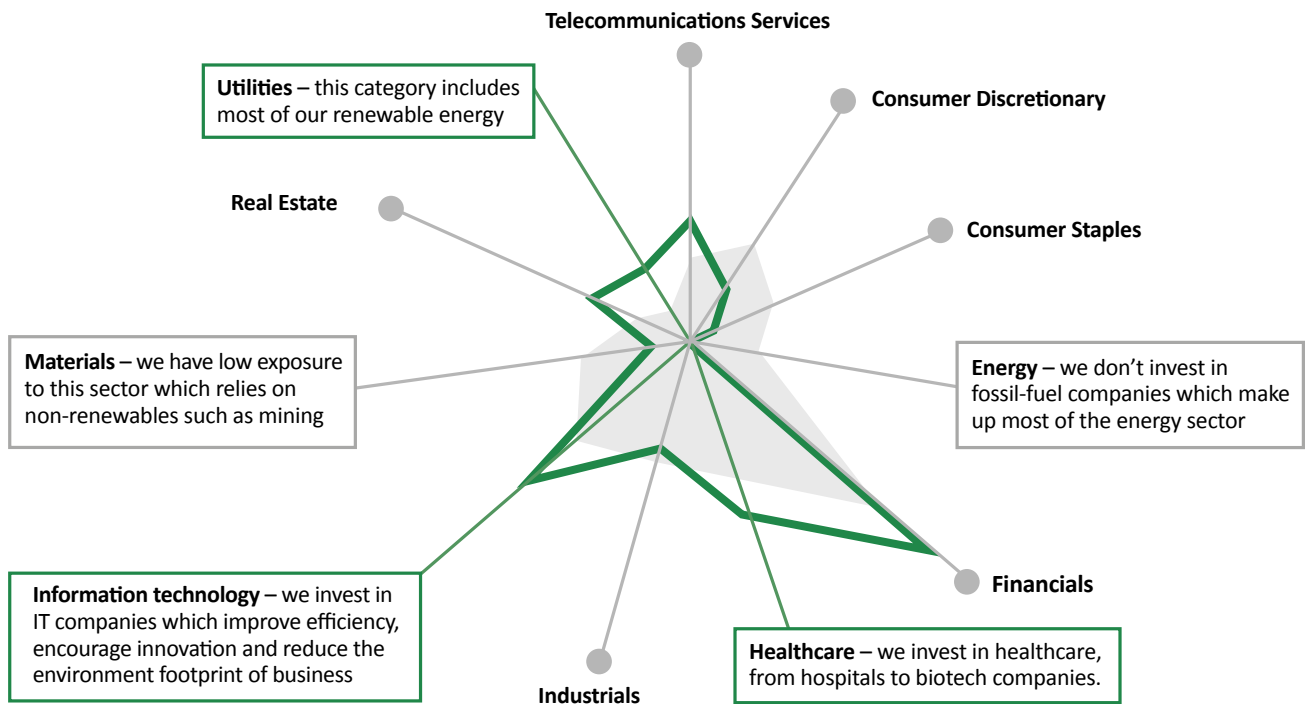 Telecommunications Services
Utilities – this category includes
most of our renewable energy
Consumer Discretionary
Real Estate
Consumer Staples
Materials – we have low exposure
to this sector which relies on
non-renewables such as mining
Energy – we don’t invest in
fossil-fuel companies which make
up most of the energy sector
Information technology – we invest in
IT companies which improve efficiency,
encourage innovation and reduce the
environment footprint of business
Financials
Healthcare – we invest in healthcare,
from hospitals to biotech companies.
Industrials